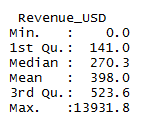 Revenue_USD
Min.   :    0.0
1st Qu.:  141.0
Median :  270.3
Mean   :  398.0
3rd Qu.:  523.6
Max.   :13931.8